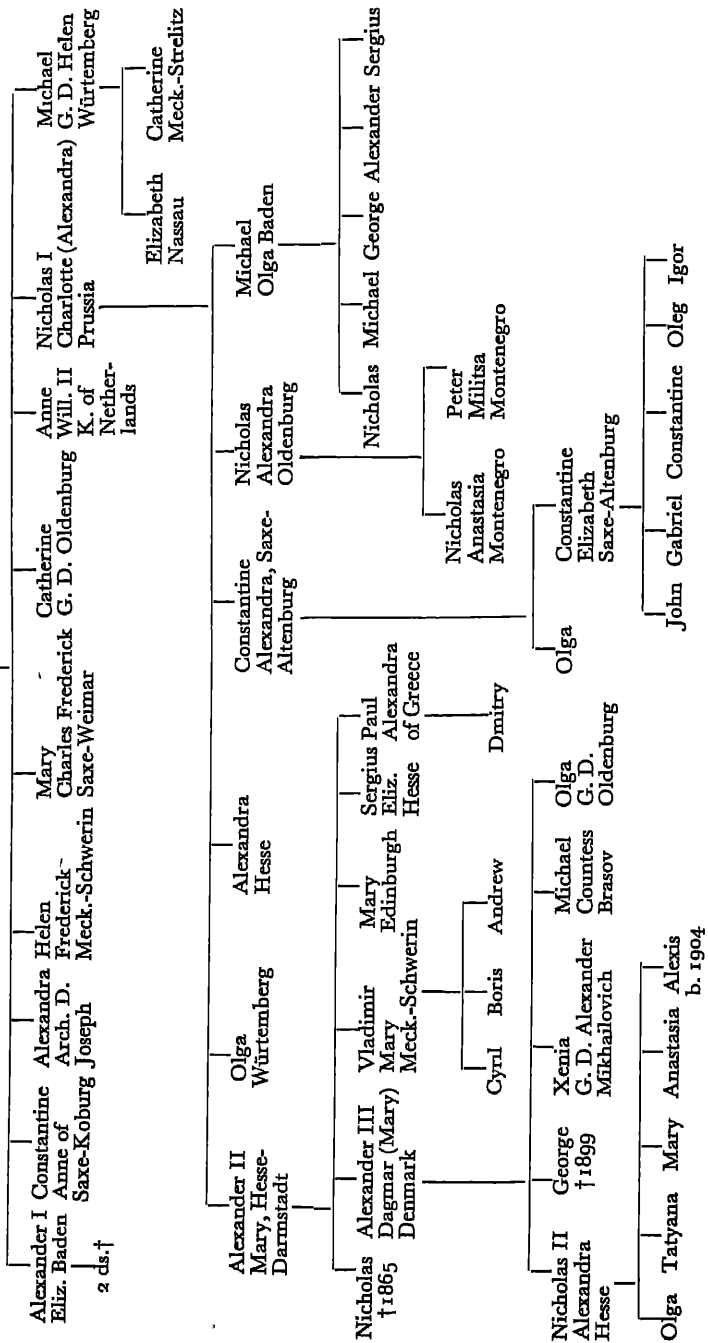 Alexander I
Eliz. Baden
2 ds.†
Constantine
Anne of
Saxe-Koburg
Alexandra
Arch. D.
Joseph
Helen
Frederick
Meck.-Schwerin
Mary
Charles Frederick
Saxe-Weimar
Catherine
G. D. Oldenburg
Anne
Will. II
K. of
Nether-
lands
Nicholas I
Charlotte (Alexandra)
Prussia
Michael
G. D. Helen
Würtemberg
Elizabeth
Nassau
Catherine
Meck.-Strelitz
Alexander II
Mary, Hesse-
Darmstadt
Olga
Würtemberg
Alexandra
Hesse
Constantine
Alexandra, Saxe-
Altenburg
Nicholas
Alexandra
Oldenburg
Michael
Olga Baden
Nicholas
Michael
George
Alexander
Sergius
Nicholas
Anastasia
Montenegro
Peter
Militsa
Montenegro
Olga
Constantine
Elizabeth
Saxe-Altenburg
John
Gabriel
Constantine
Oleg
Igor
Nicholas
†1865
Alexander III
Dagmar (Mary)
Denmark
Vladimir
Mary
Meck.-Schwerin
Mary
Edinburgh
Sergius
Eliz.
Hesse
Paul
Alexandra
of Greece
Cyril
Boris
Andrew
Dmitry
Nicholas II
Alexandra
Hesse
George
†1899
Xenia
G. D. Alexander
Mikhailovich
Michael
Countess
Brasov
Olga
G. D.
Oldenburg
Olga
Tatyana
Mary
Anastasia
Alexis
b. 1904